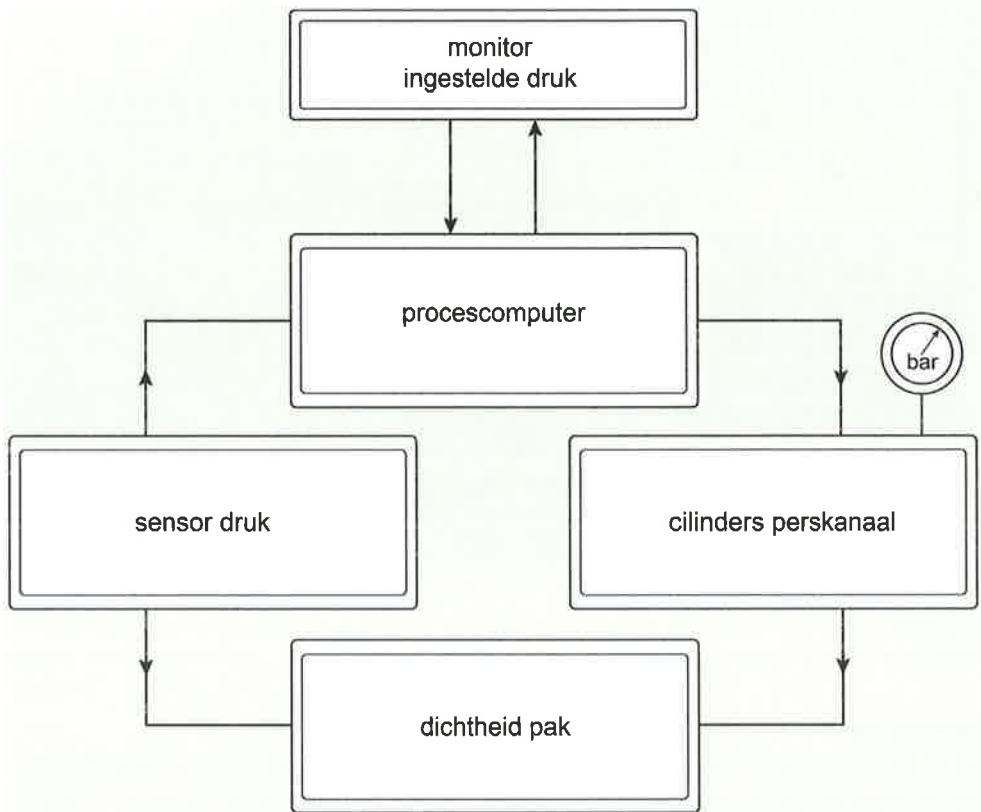 monitor
ingestelde druk
procescomputer
bar
sensor druk
cilinders perskanaal
dichtheid pak